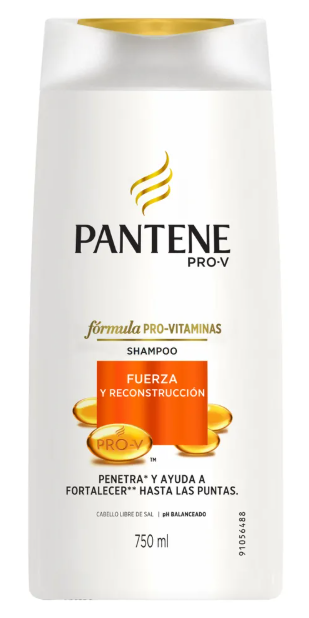 PANTENE
PRO-V
fórmula PRO-VITAMINAS
SHAMPOO
FUERZA
Y RECONSTRUCCIÓN
PRO-V
™
PENETRA* Y AYUDA A
FORTALECER** HASTA LAS PUNTAS.
CABELLO LIBRE DE SAL | pH BALANCEADO
750 ml
91056488